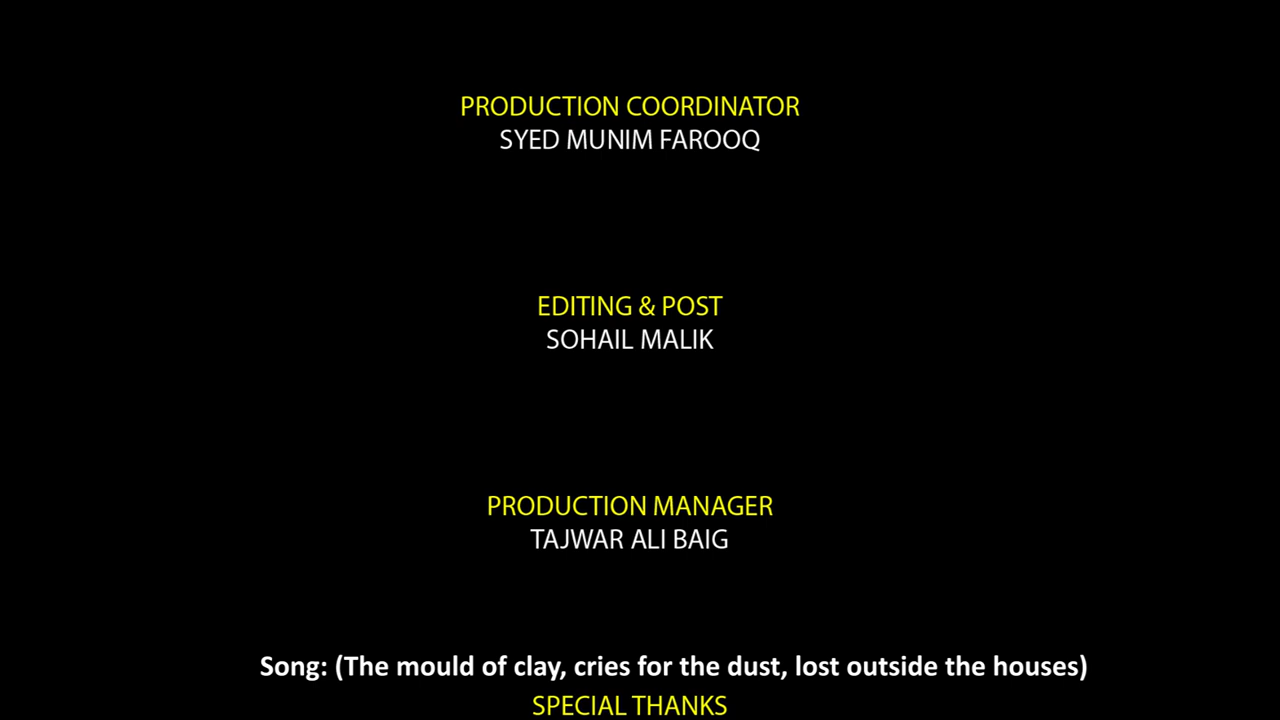 PRODUCTION COORDINATOR
SYED MUNIM FAROOQ
EDITING & POST
SOHAIL MALIK
PRODUCTION MANAGER
TAJWAR ALI BAIG
Song: (The mould of clay, cries for the dust, lost outside the houses)
SPECIAL THANKS